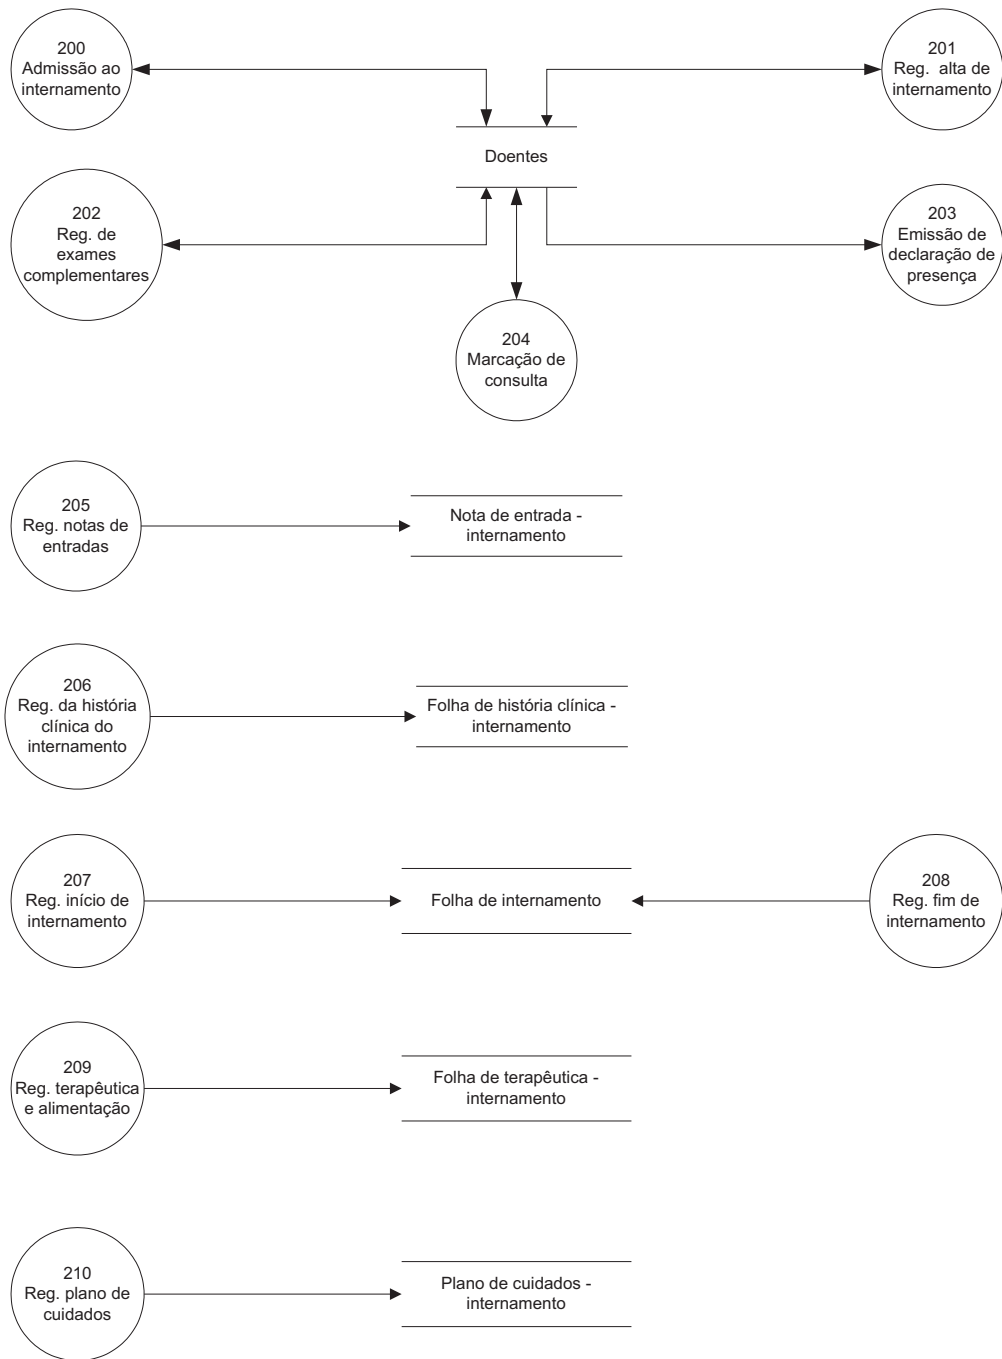 200
Admissão ao
internamento
201
Reg. alta de
internamento
Doentes
202
Reg. de
exames
complementares
203
Emissão de
declaração de
presença
204
Marcação de
consulta
205
Reg. notas de
entradas
Nota de entrada -
internamento
206
Reg. da história
clínica do
internamento
Folha de história clínica -
internamento
207
Reg. início de
internamento
Folha de internamento
208
Reg. fim de
internamento
209
Reg. terapêutica
e alimentação
Folha de terapêutica -
internamento
210
Reg. plano de
cuidados
Plano de cuidados -
internamento